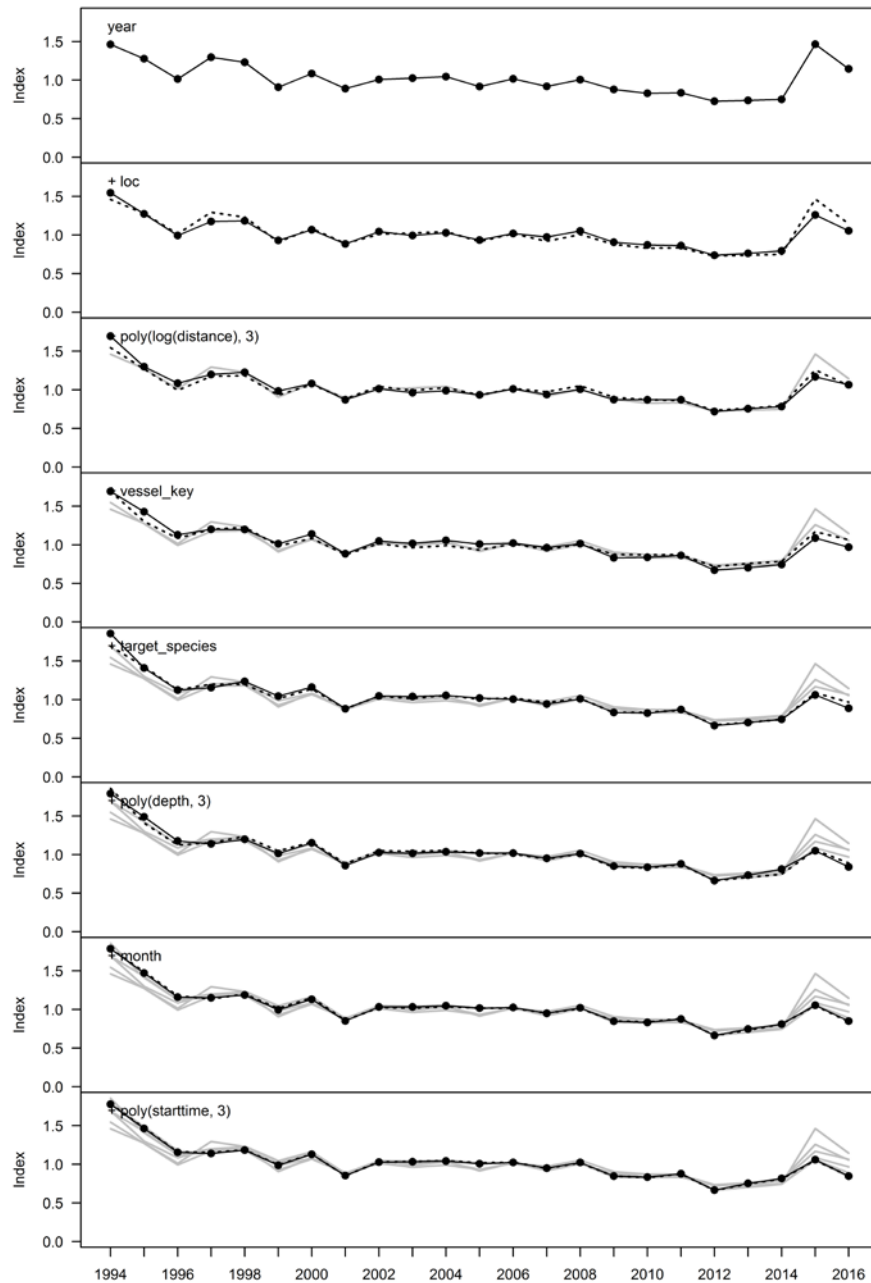 year
Index
1.5
1.0
0.5
0.0
+ loc
Index
1.5
1.0
0.5
0.0
+ poly(log(distance), 3)
Index
1.5
1.0
0.5
0.0
+ vessel_key
Index
1.5
1.0
0.5
0.0
+ target_species
Index
1.5
1.0
0.5
0.0
+ poly(depth, 3)
Index
1.5
1.0
0.5
0.0
+ month
Index
1.5
1.0
0.5
0.0
+ poly(starttime, 3)
Index
1.5
1.0
0.5
0.0
1994 1996 1998 2000 2002 2004 2006 2008 2010 2012 2014 2016